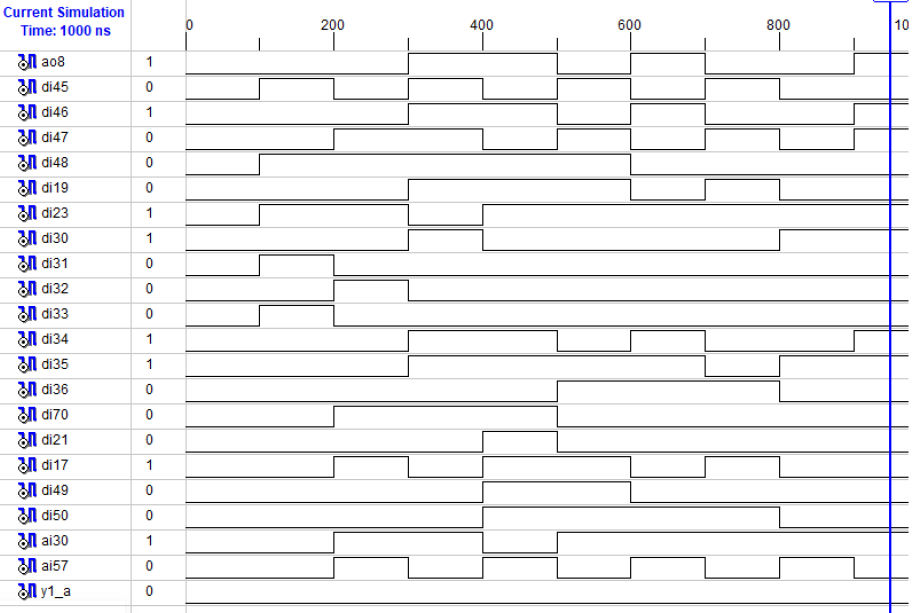 Current Simulation
Time: 1000 ns
0 200 400 600 800 10
ao8 1
di45 0
di46 1
di47 0
di48 0
di19 0
di23 1
di30 1
di31 0
di32 0
di33 0
di34 1
di35 1
di36 0
di70 0
di21 0
di17 1
di49 0
di50 0
ai30 1
ai57 0
y1_a 0